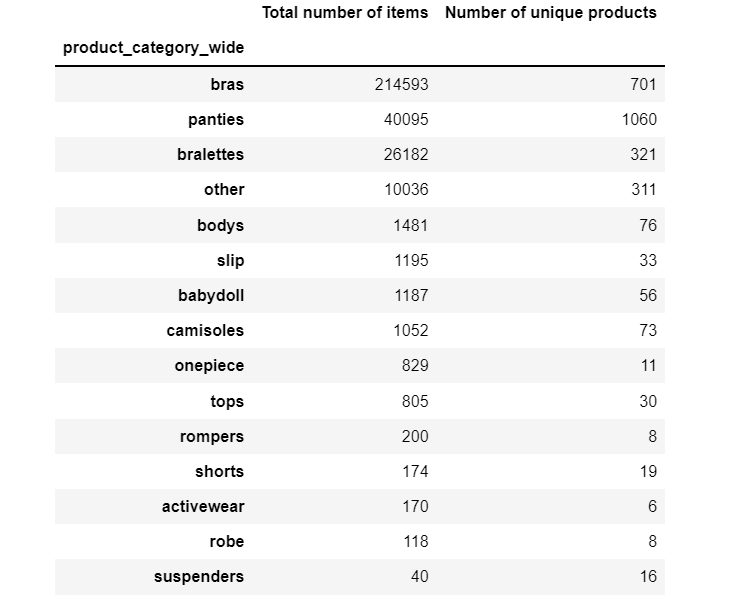 Total number of items Number of unique products
product_category_wide
bras 214593 701
panties 40095 1060
bralettes 26182 321
other 10036 311
bodys 1481 76
slip 1195 33
babydoll 1187 56
camisoles 1052 73
onepiece 829 11
tops 805 30
rompers 200 8
shorts 174 19
activewear 170 6
robe 118 8
suspenders 40 16